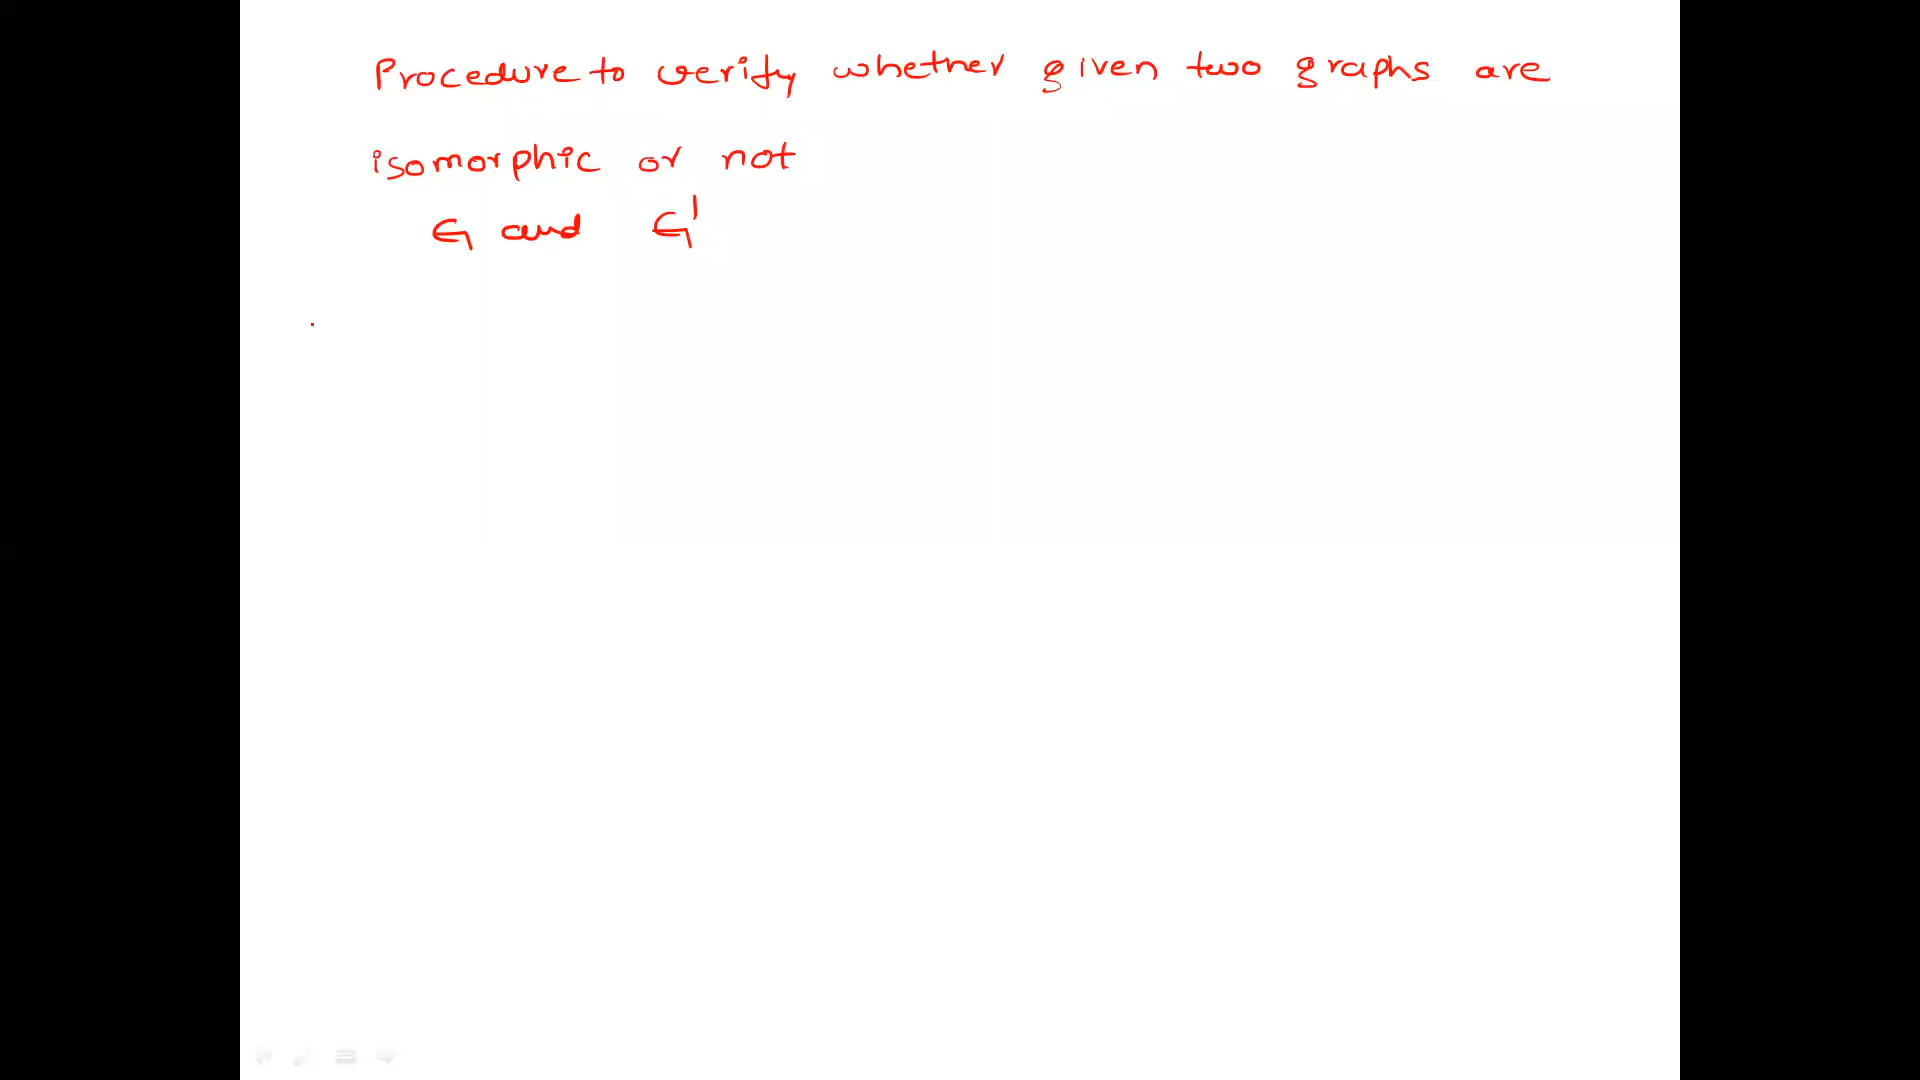 Procedure to verify whether given two graphs are
isomorphic or not
G and G'